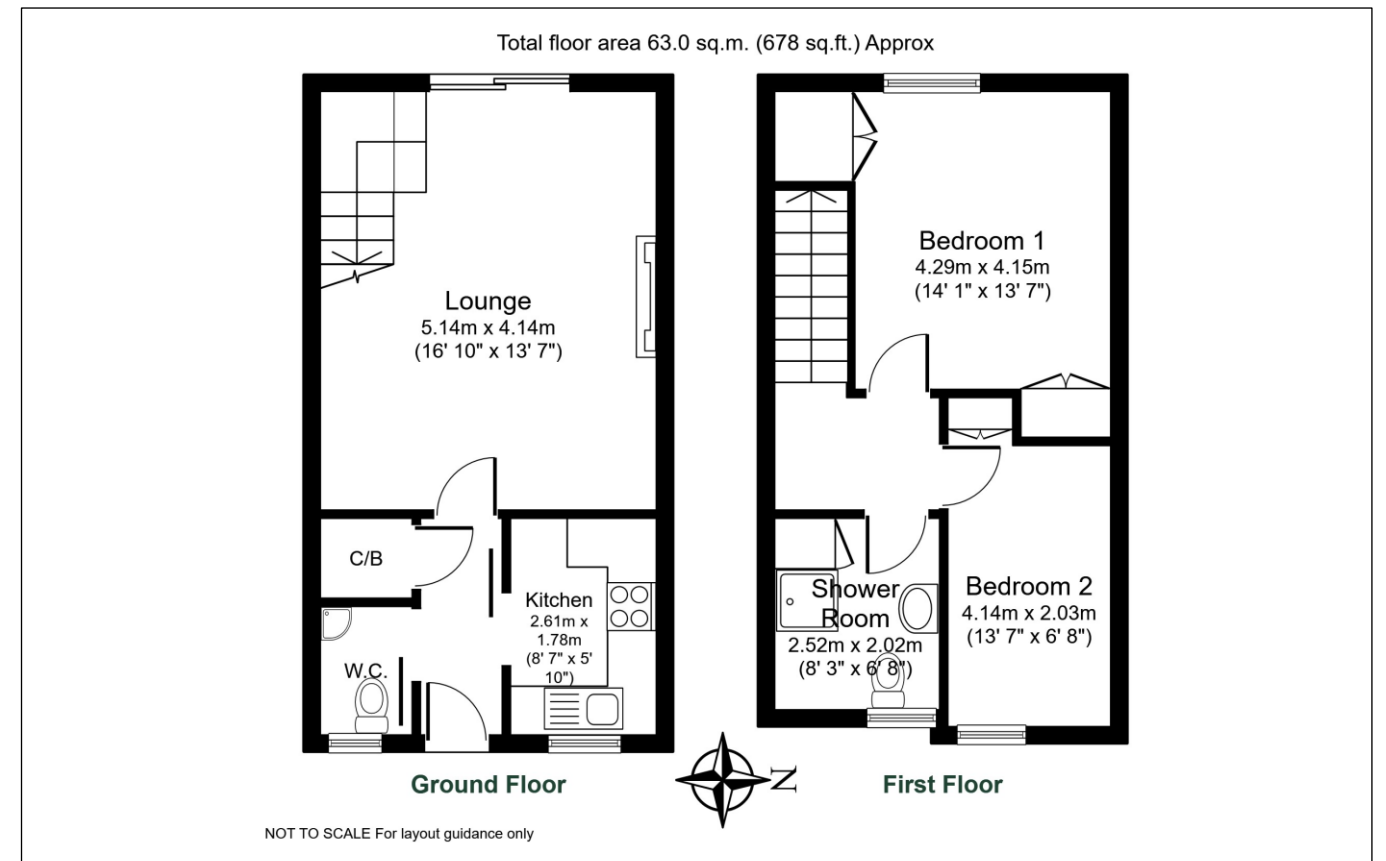 Total floor area 63.0 sq.m. (678 sq.ft.) Approx
Lounge
5.14m x 4.14m
(16' 10" x 13' 7")
C/B
W.C.
Kitchen
2.61m x
1.78m
(8' 7" x 5'
10")
Ground Floor
Bedroom 1
4.29m x 4.15m
(14' 1" x 13' 7")
Shower
Room
2.52m x 2.02m
(8' 3" x 6' 8")
Bedroom 2
4.14m x 2.03m
(13' 7" x 6' 8")
First Floor
N
NOT TO SCALE For layout guidance only